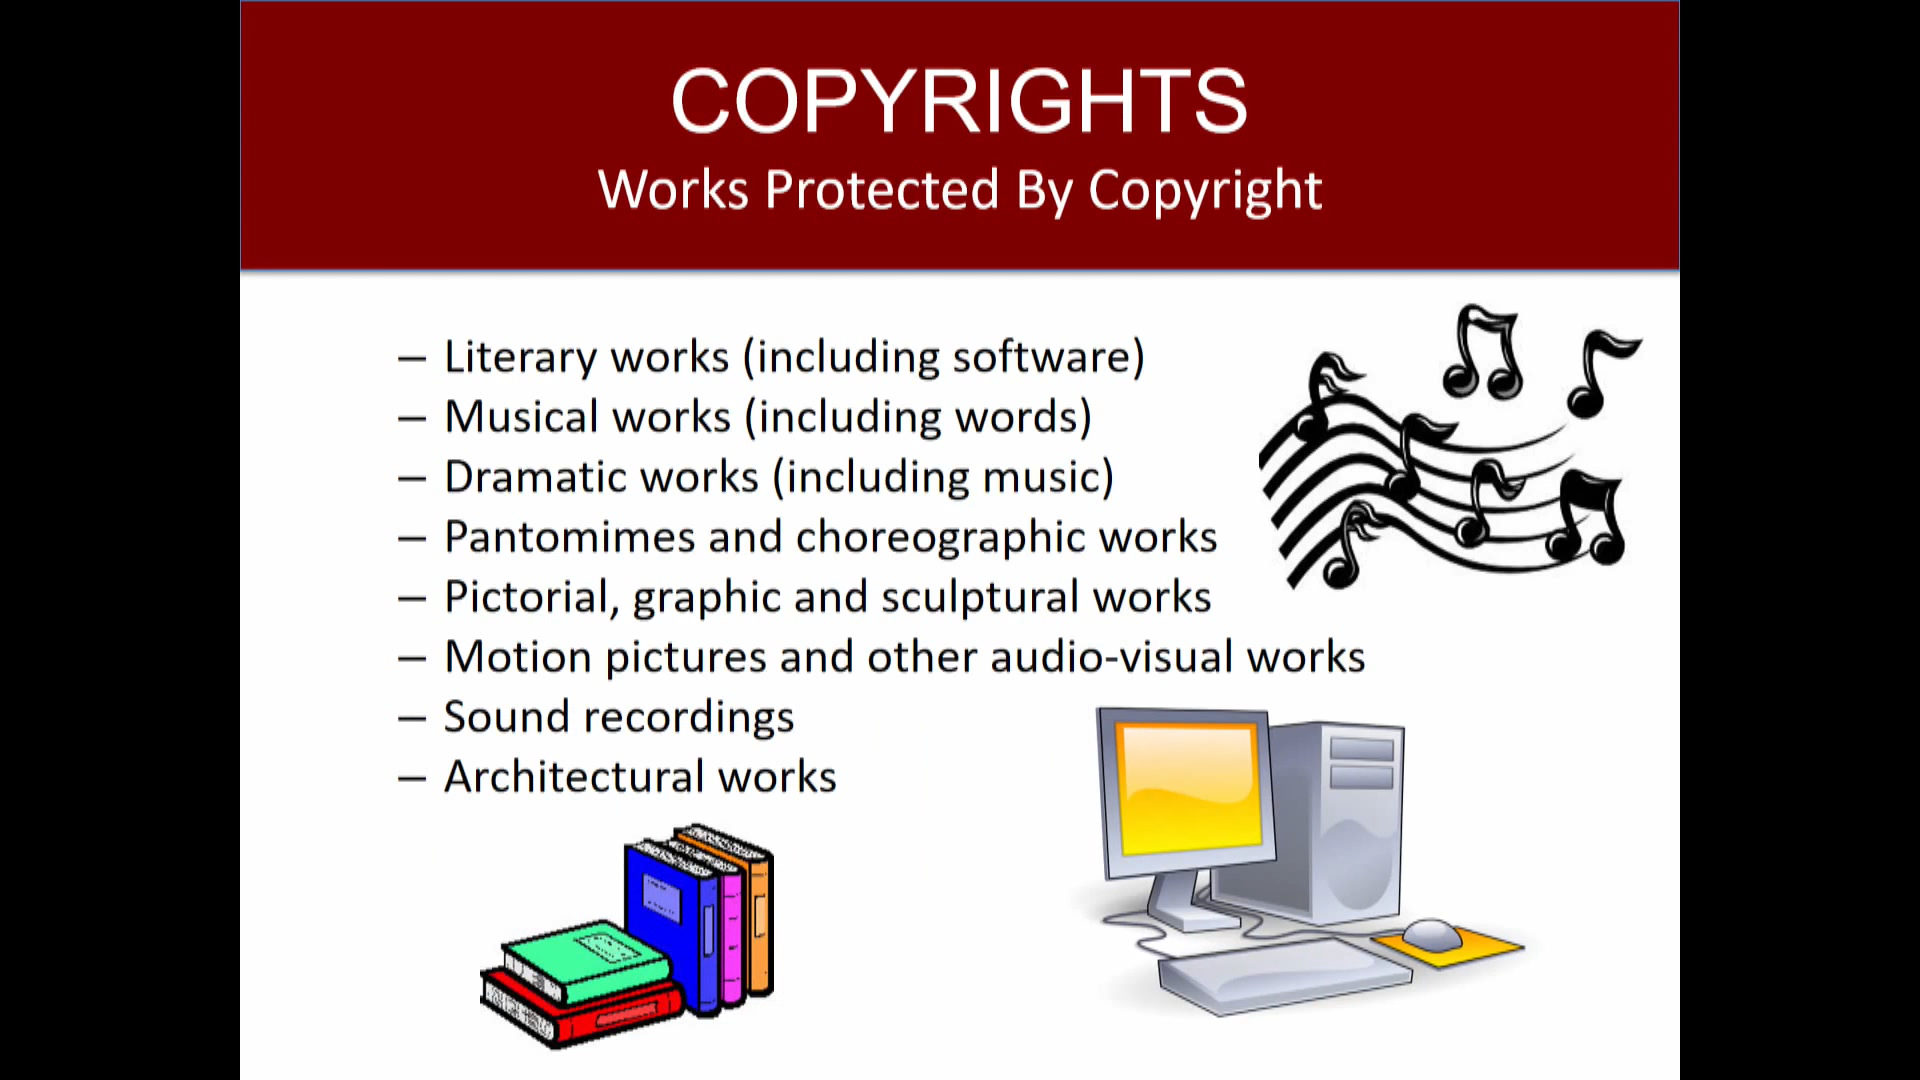 COPYRIGHTS
Works Protected By Copyright
– Literary works (including software)
– Musical works (including words)
– Dramatic works (including music)
– Pantomimes and choreographic works
– Pictorial, graphic and sculptural works
– Motion pictures and other audio-visual works
– Sound recordings
– Architectural works